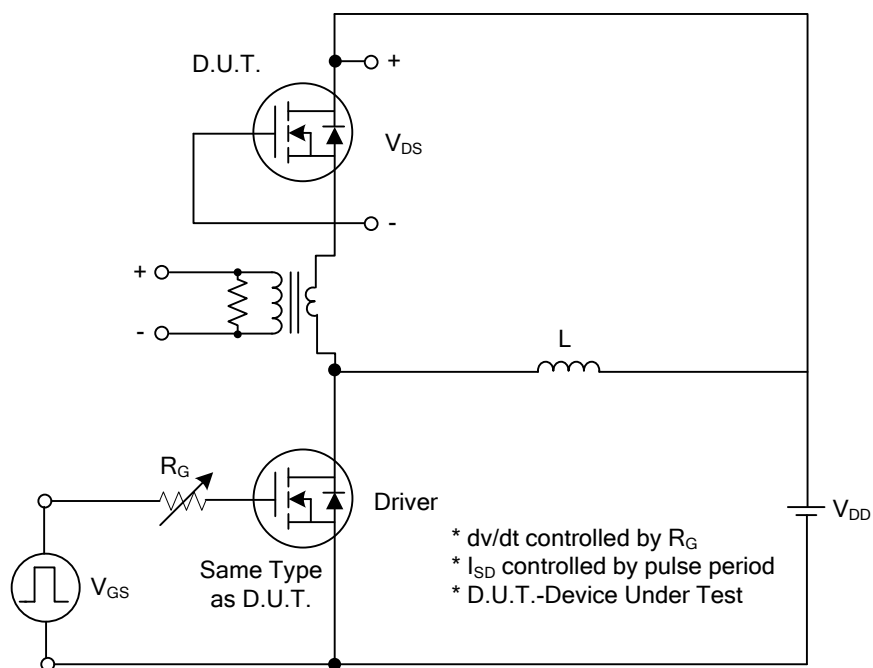 D.U.T.
+
V_DS
-
+
-
L
R_G
Driver
V_DD
* dv/dt controlled by R_G
* I_SD controlled by pulse period
* D.U.T.-Device Under Test
V_GS
Same Type
as D.U.T.